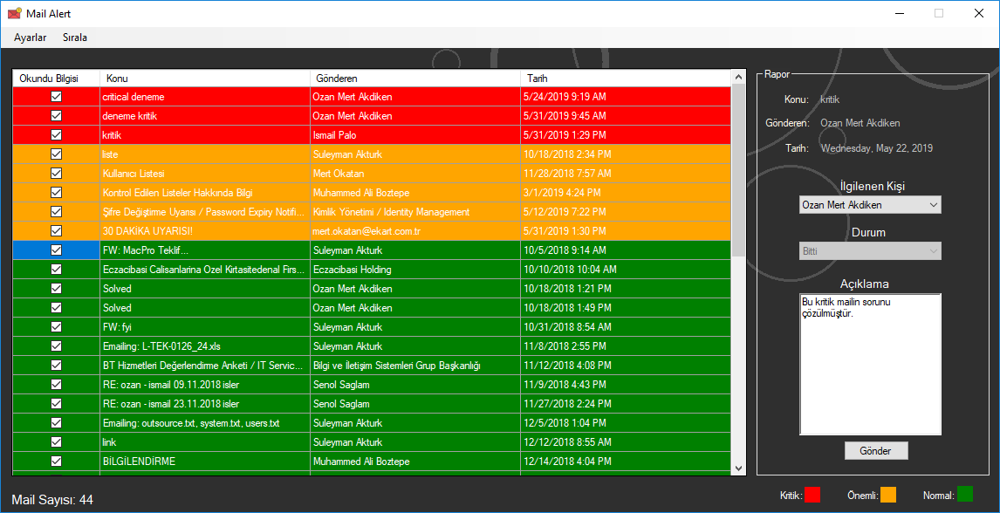 Mail Alert
Ayarlar Sırala
Okundu Bilgisi Konu Gönderen Tarih
critical deneme Ozan Mert Akdiken 5/24/2019 9:19 AM
deneme kritik Ozan Mert Akdiken 5/31/2019 9:45 AM
kritik Ismail Palo 5/31/2019 1:29 PM
liste Suleyman Akturk 10/18/2018 2:34 PM
Kullanıcı Listesi Mert Okatan 11/28/2018 7:57 AM
Kontrol Edilen Listeler Hakkında Bilgi Muhammed Ali Boztepe 3/1/2019 4:24 PM
Şifre Değiştirme Uyarısı / Password Expiry Notifi... Kimlik Yönetimi / Identity Management 5/12/2019 7:22 PM
30 DAKİKA UYARISI! mert.okatan@ekart.com.tr 5/31/2019 1:30 PM
FW: MacPro Teklif... Suleyman Akturk 10/5/2018 9:14 AM
Eczacibasi Calisanlarina Ozel Kirtasitedenal Firs... Eczacibasi Holding 10/10/2018 10:04 AM
Solved Ozan Mert Akdiken 10/18/2018 1:21 PM
Solved Ozan Mert Akdiken 10/18/2018 1:49 PM
FW: fyi Suleyman Akturk 10/31/2018 8:54 AM
Emailing: L-TEK-0126_24.xls Suleyman Akturk 11/8/2018 2:55 PM
BT Hizmetleri Değerlendirme Anketi / IT Servic... Bilgi ve İletişim Sistemleri Grup Başkanlığı 11/12/2018 4:08 PM
RE: ozan - ismail 09.11.2018 isler Senol Saglam 11/9/2018 4:43 PM
RE: ozan - ismail 23.11.2018 isler Senol Saglam 11/27/2018 2:24 PM
Emailing: outsource.txt, system.txt, users.txt Suleyman Akturk 12/5/2018 1:04 PM
link Suleyman Akturk 12/12/2018 8:55 AM
BİLGİLENDİRME Muhammed Ali Boztepe 12/14/2018 4:04 PM
Mail Sayısı: 44
Rapor
Konu: kritik
Gönderen: Ozan Mert Akdiken
Tarih: Wednesday, May 22, 2019
İlgilenen Kişi
Ozan Mert Akdiken
Durum
Bitti
Açıklama
Bu kritik mailin sorunu
çözülmüştür.
Gönder
Kritik: Önemli: Normal: